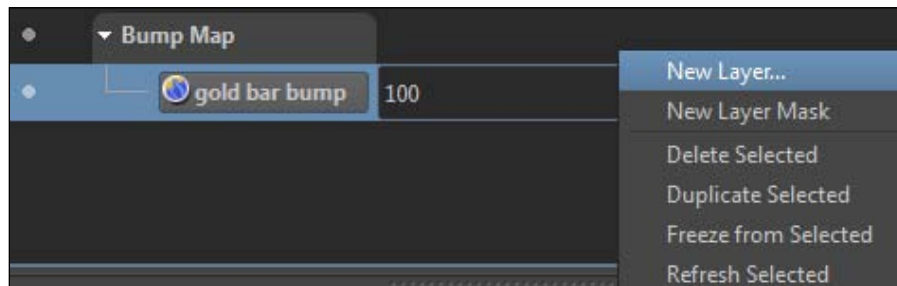 Bump Map
gold bar bump 100
New Layer...
New Layer Mask
Delete Selected
Duplicate Selected
Freeze from Selected
Refresh Selected